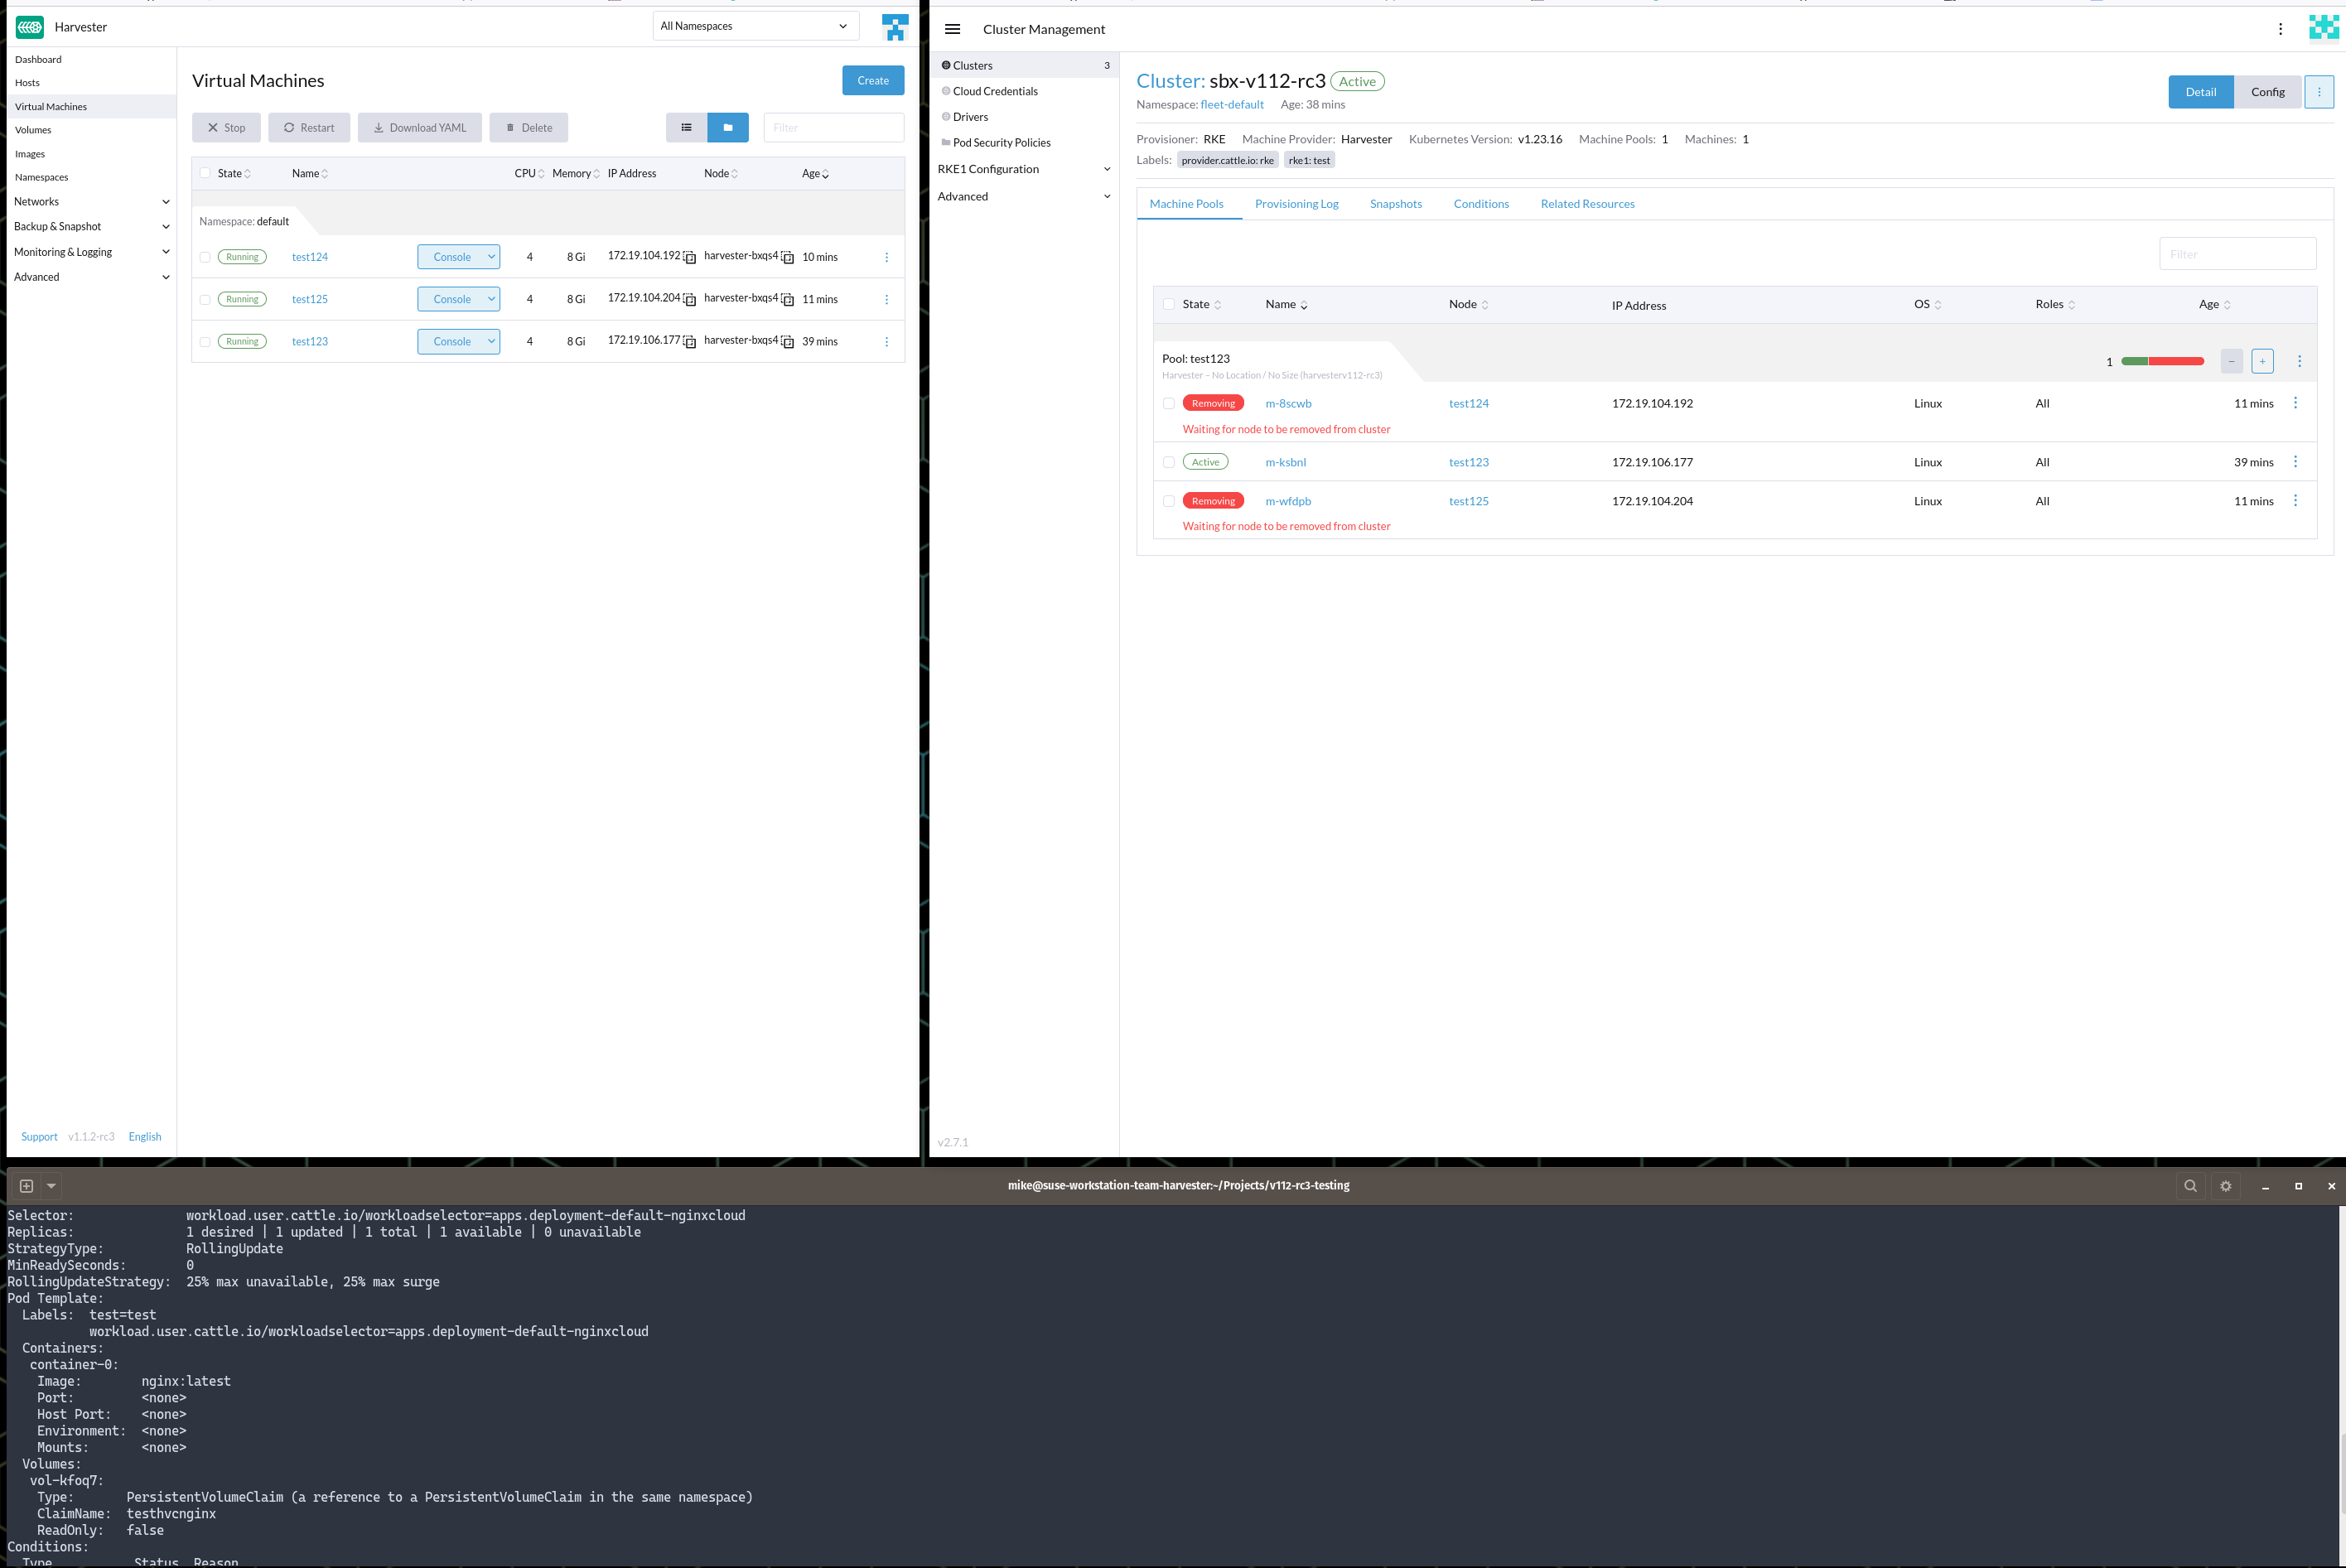 Harvester
All Namespaces
Dashboard
Hosts
Virtual Machines
Volumes
Images
Namespaces
Networks
Backup & Snapshot
Monitoring & Logging
Advanced
Virtual Machines
Create
Stop
Restart
Download YAML
Delete
Filter
State Name CPU Memory IP Address Node Age
Namespace: default
Running test124 Console 4 8 Gi 172.19.104.192 harvester-bxqs4 10 mins
Running test125 Console 4 8 Gi 172.19.104.204 harvester-bxqs4 11 mins
Running test123 Console 4 8 Gi 172.19.106.177 harvester-bxqs4 39 mins
Support v1.1.2-rc3 English
Cluster Management
Clusters 3
Cloud Credentials
Drivers
Pod Security Policies
RKE1 Configuration
Advanced
v2.7.1
Cluster: sbx-v112-rc3 Active
Namespace: fleet-default Age: 38 mins
Detail Config
Provisioner: RKE Machine Provider: Harvester Kubernetes Version: v1.23.16 Machine Pools: 1 Machines: 1
Labels: provider.cattle.io: rke rke1: test
Machine Pools Provisioning Log Snapshots Conditions Related Resources
Filter
State Name Node IP Address OS Roles Age
Pool: test123
Harvester – No Location / No Size (harvesterv112-rc3)
1 − +
Removing m-8scwb test124 172.19.104.192 Linux All 11 mins
Waiting for node to be removed from cluster
Active m-ksbnl test123 172.19.106.177 Linux All 39 mins
Removing m-wfdpb test125 172.19.104.204 Linux All 11 mins
Waiting for node to be removed from cluster
mike@suse-workstation-team-harvester:~/Projects/v112-rc3-testing
Selector: workload.user.cattle.io/workloadselector=apps.deployment-default-nginxcloud
Replicas: 1 desired | 1 updated | 1 total | 1 available | 0 unavailable
StrategyType: RollingUpdate
MinReadySeconds: 0
RollingUpdateStrategy: 25% max unavailable, 25% max surge
Pod Template:
Labels: test=test
workload.user.cattle.io/workloadselector=apps.deployment-default-nginxcloud
Containers:
container-0:
Image: nginx:latest
Port: <none>
Host Port: <none>
Environment: <none>
Mounts: <none>
Volumes:
vol-kfoq7:
Type: PersistentVolumeClaim (a reference to a PersistentVolumeClaim in the same namespace)
ClaimName: testhvcnginx
ReadOnly: false
Conditions:
Type Status Reason